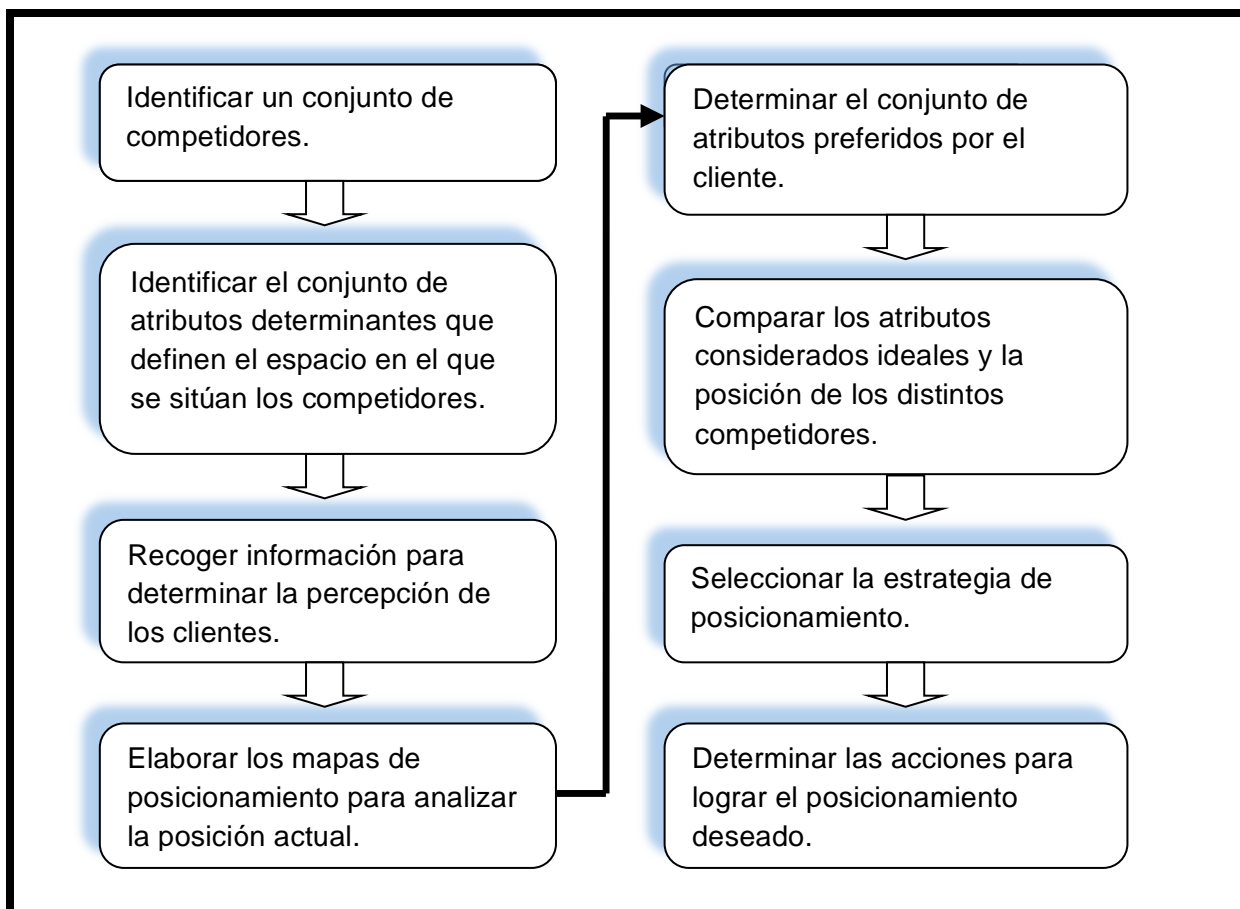 Identificar un conjunto de
competidores.
Identificar el conjunto de
atributos determinantes que
definen el espacio en el que
se sitúan los competidores.
Recoger información para
determinar la percepción de
los clientes.
Elaborar los mapas de
posicionamiento para analizar
la posición actual.
Determinar el conjunto de
atributos preferidos por el
cliente.
Comparar los atributos
considerados ideales y la
posición de los distintos
competidores.
Seleccionar la estrategia de
posicionamiento.
Determinar las acciones para
lograr el posicionamiento
deseado.